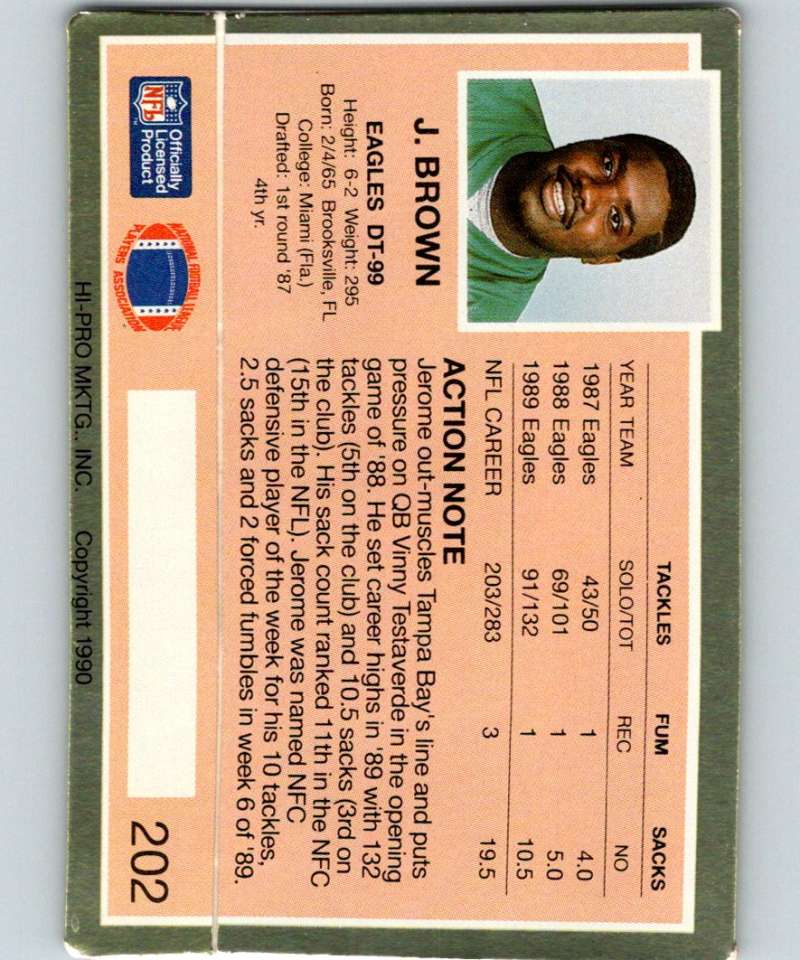 J. BROWN
EAGLES DT-99
Height: 6-2 Weight: 295
Born: 2/4/65 Brooksville, FL
College: Miami (Fla.)
Drafted: 1st round '87
4th yr.
TACKLES FUM SACKS
YEAR TEAM SOLO/TOT REC NO
1987 Eagles 43/50 1 4.0
1988 Eagles 69/101 1 5.0
1989 Eagles 91/132 1 10.5
NFL CAREER 203/283 3 19.5
ACTION NOTE
Jerome out-muscles Tampa Bay's line and puts
pressure on QB Vinny Testaverde in the opening
game of '88. He set career highs in '89 with 132
tackles (5th on the club) and 10.5 sacks (3rd on
the club). His sack count ranked 11th in the NFC
(15th in the NFL). Jerome was named NFC
defensive player of the week for his 10 tackles,
2.5 sacks and 2 forced fumbles in week 6 of '89.
NFL
Officially
Licensed
Product
NATIONAL FOOTBALL LEAGUE
PLAYERS ASSOCIATION
202
HI-PRO MKTG., INC. Copyright 1990